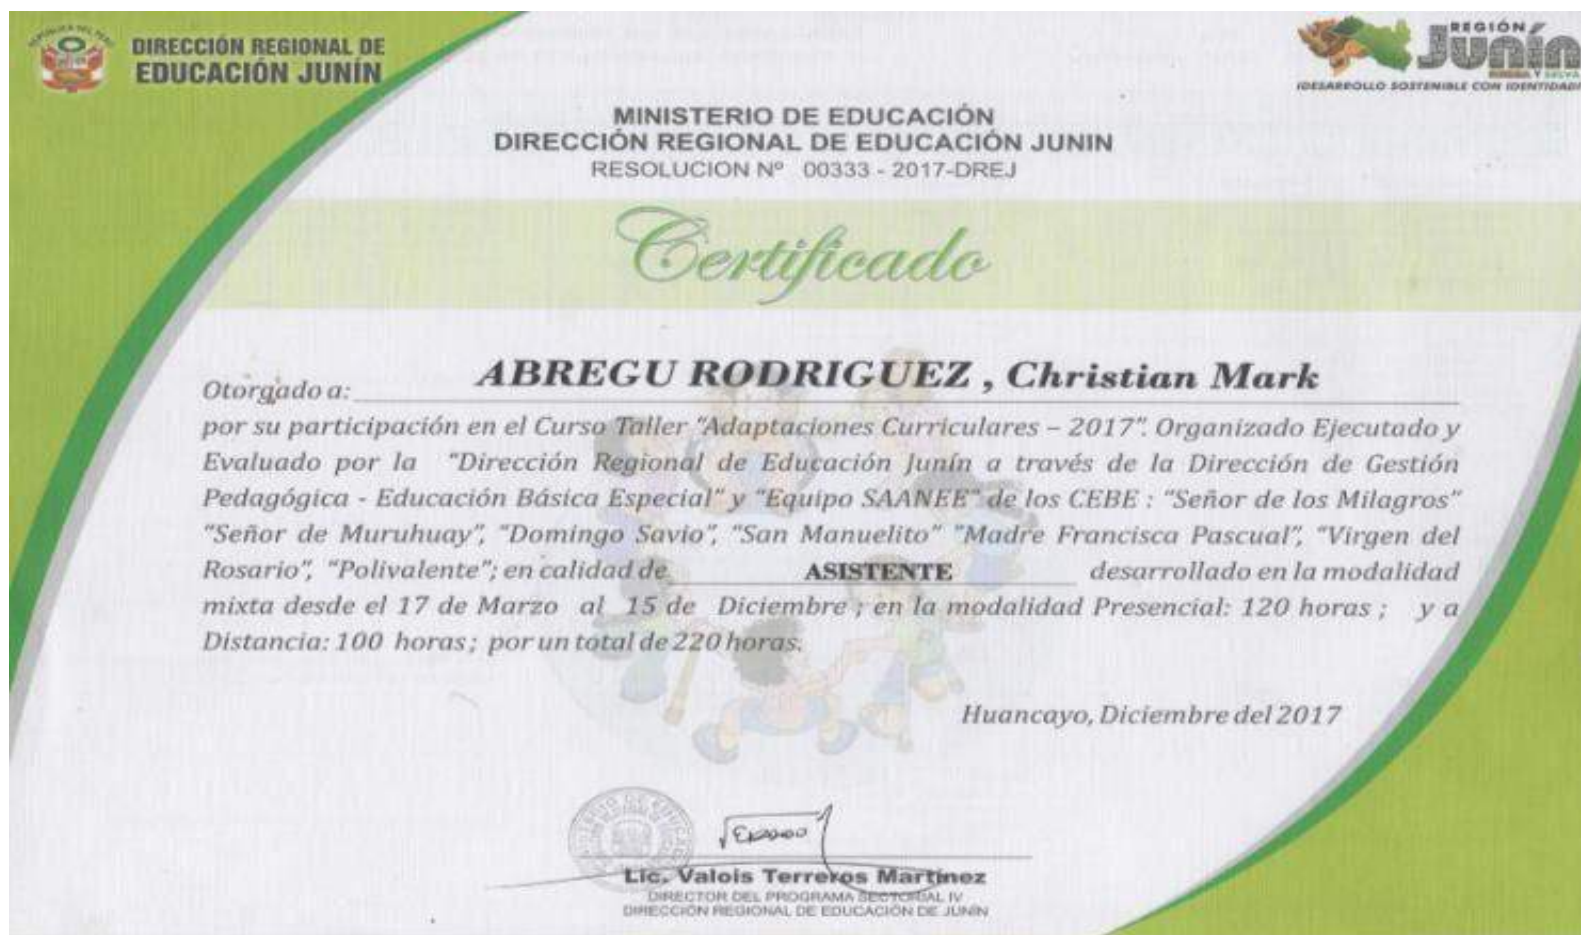 REPÚBLICA DEL PERÚ
DIRECCIÓN REGIONAL DE
EDUCACIÓN JUNÍN
REGIÓN
Junín
SIERRA Y SELVA
¡DESARROLLO SOSTENIBLE CON IDENTIDAD!
MINISTERIO DE EDUCACIÓN
DIRECCIÓN REGIONAL DE EDUCACIÓN JUNIN
RESOLUCION Nº 00333 - 2017-DREJ
Certificado
Otorgado a: ABREGU RODRIGUEZ , Christian Mark
por su participación en el Curso Taller "Adaptaciones Curriculares – 2017". Organizado Ejecutado y
Evaluado por la "Dirección Regional de Educación Junín a través de la Dirección de Gestión
Pedagógica - Educación Básica Especial" y "Equipo SAANEE" de los CEBE : "Señor de los Milagros"
"Señor de Muruhuay", "Domingo Savio", "San Manuelito" "Madre Francisca Pascual", "Virgen del
Rosario", "Polivalente"; en calidad de ASISTENTE desarrollado en la modalidad
mixta desde el 17 de Marzo al 15 de Diciembre ; en la modalidad Presencial: 120 horas ; y a
Distancia: 100 horas ; por un total de 220 horas.
Huancayo, Diciembre del 2017
Lic. Valois Terreros Martinez
DIRECTOR DEL PROGRAMA SECTORIAL IV
DIRECCIÓN REGIONAL DE EDUCACIÓN DE JUNÍN